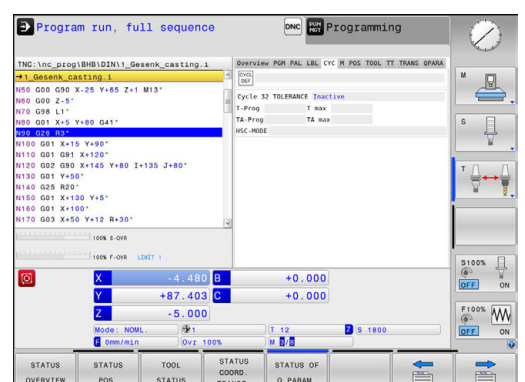 Program run, full sequence
DNC
PGM
MGT
Programming
TNC:\nc_prog\BHB\DIN\1_Gesenk_casting.i
→1_Gesenk_casting.i
N50 G00 G90 X-25 Y+65 Z+1 M13*
N60 G00 Z-5*
N70 G98 L1*
N80 G01 X+5 Y+80 G41*
N90 G26 R3*
N100 G01 X+15 Y+90*
N110 G01 G91 X+120*
N120 G02 G90 X+145 Y+80 I+135 J+80*
N130 G01 Y+50*
N140 G25 R20*
N150 G01 X+130 Y+5*
N160 G01 X+100*
N170 G03 X+50 Y+12 R+30*
Overview PGM PAL LBL CYC M POS TOOL TT TRANS QPARA
CYCL
DEF
Cycle 32 TOLERANCE Inactive
T-Prog T max
TA-Prog TA max
HSC-MODE
100% S-OVR
100% F-OVR LIMIT 1
X -4.480 B +0.000
Y +87.403 C +0.000
Z -5.000
Mode: NOML. 1 T 12 Z S 1800
F 0mm/min Ovr 100% M 5/8
M
S
T
S100%
OFF ON
F100%
OFF ON
STATUS
OVERVIEW
STATUS
POS.
TOOL
STATUS
STATUS
COORD.
STATUS OF
Q PARAM.